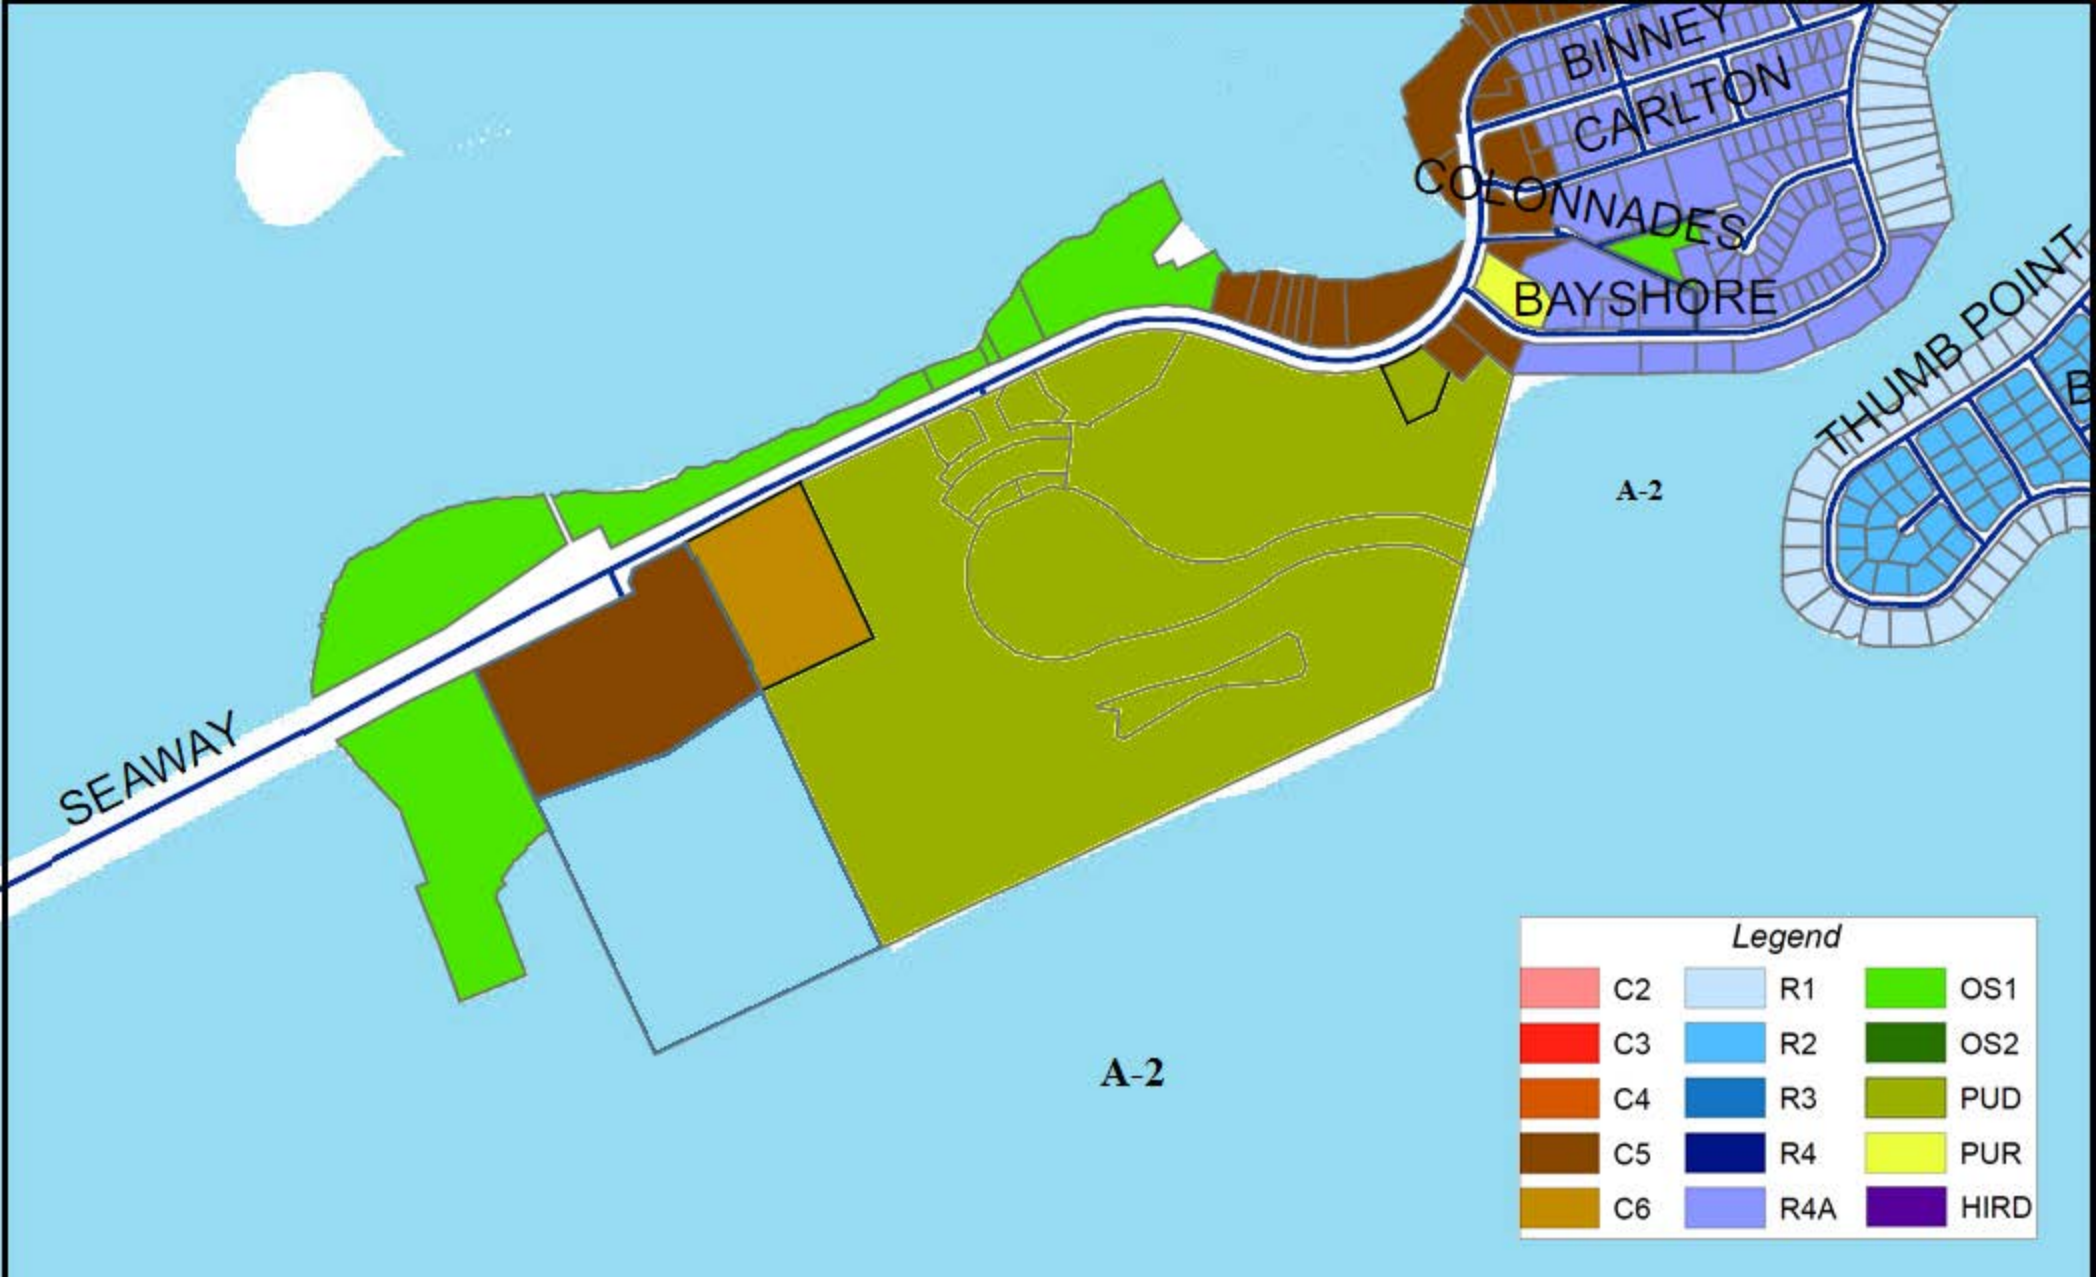 BINNEY
CARLTON
COLONNADES
BAYSHORE
THUMB POINT
B
A-2
SEAWAY
A-2
Legend
C2 R1 OS1
C3 R2 OS2
C4 R3 PUD
C5 R4 PUR
C6 R4A HIRD